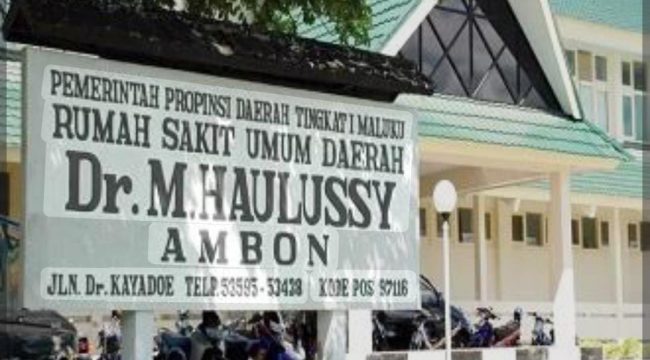 PEMERINTAH PROPINSI DAERAH TINGKAT I MALUKU
RUMAH SAKIT UMUM DAERAH
Dr. M. HAULUSSY
AMBON
JLN. Dr. KAYADOE TELP. 53595 - 53438 KODE POS 97116